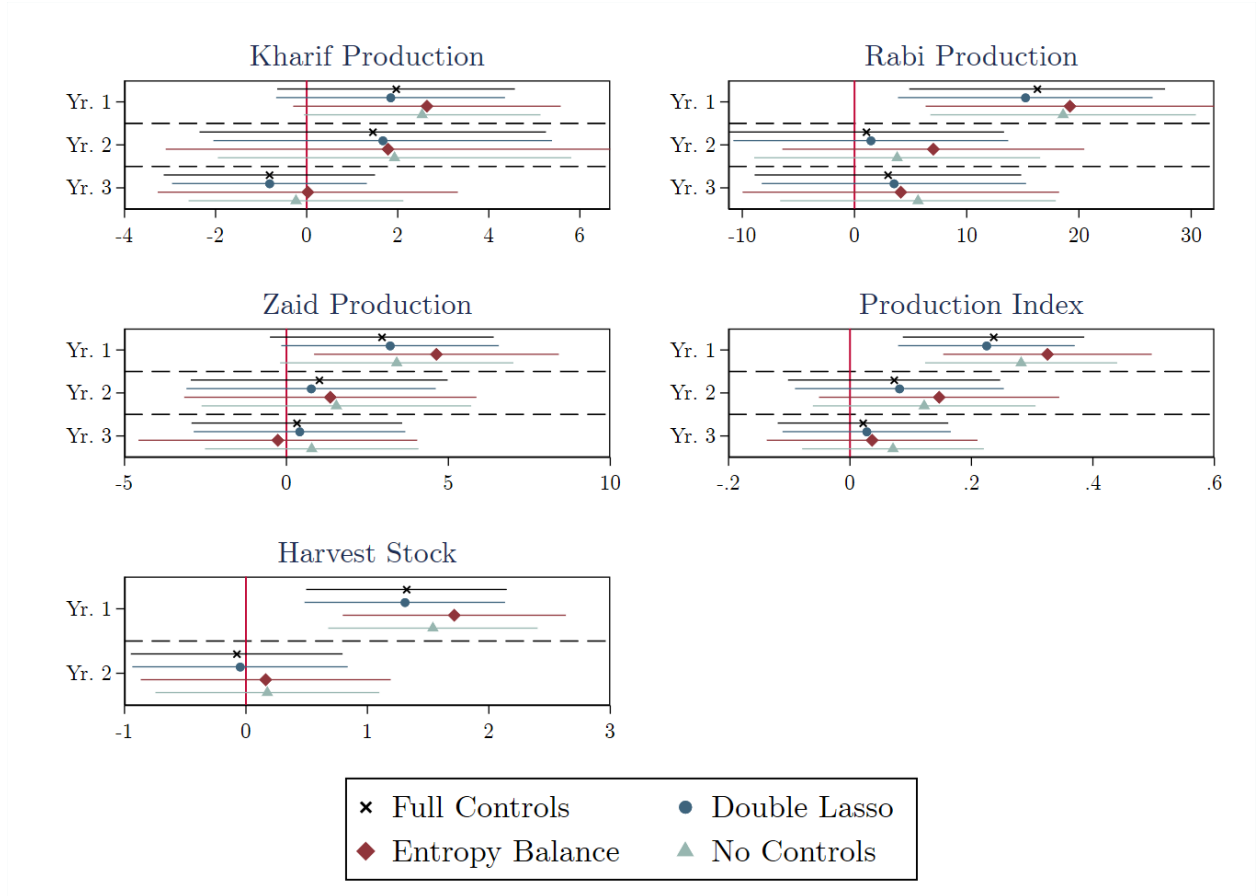 Kharif Production
Yr. 1
Yr. 2
Yr. 3
-4 -2 0 2 4 6
Rabi Production
Yr. 1
Yr. 2
Yr. 3
-10 0 10 20 30
Zaid Production
Yr. 1
Yr. 2
Yr. 3
-5 0 5 10
Production Index
Yr. 1
Yr. 2
Yr. 3
-.2 0 .2 .4 .6
Harvest Stock
Yr. 1
Yr. 2
-1 0 1 2 3
Full Controls Double Lasso
Entropy Balance No Controls